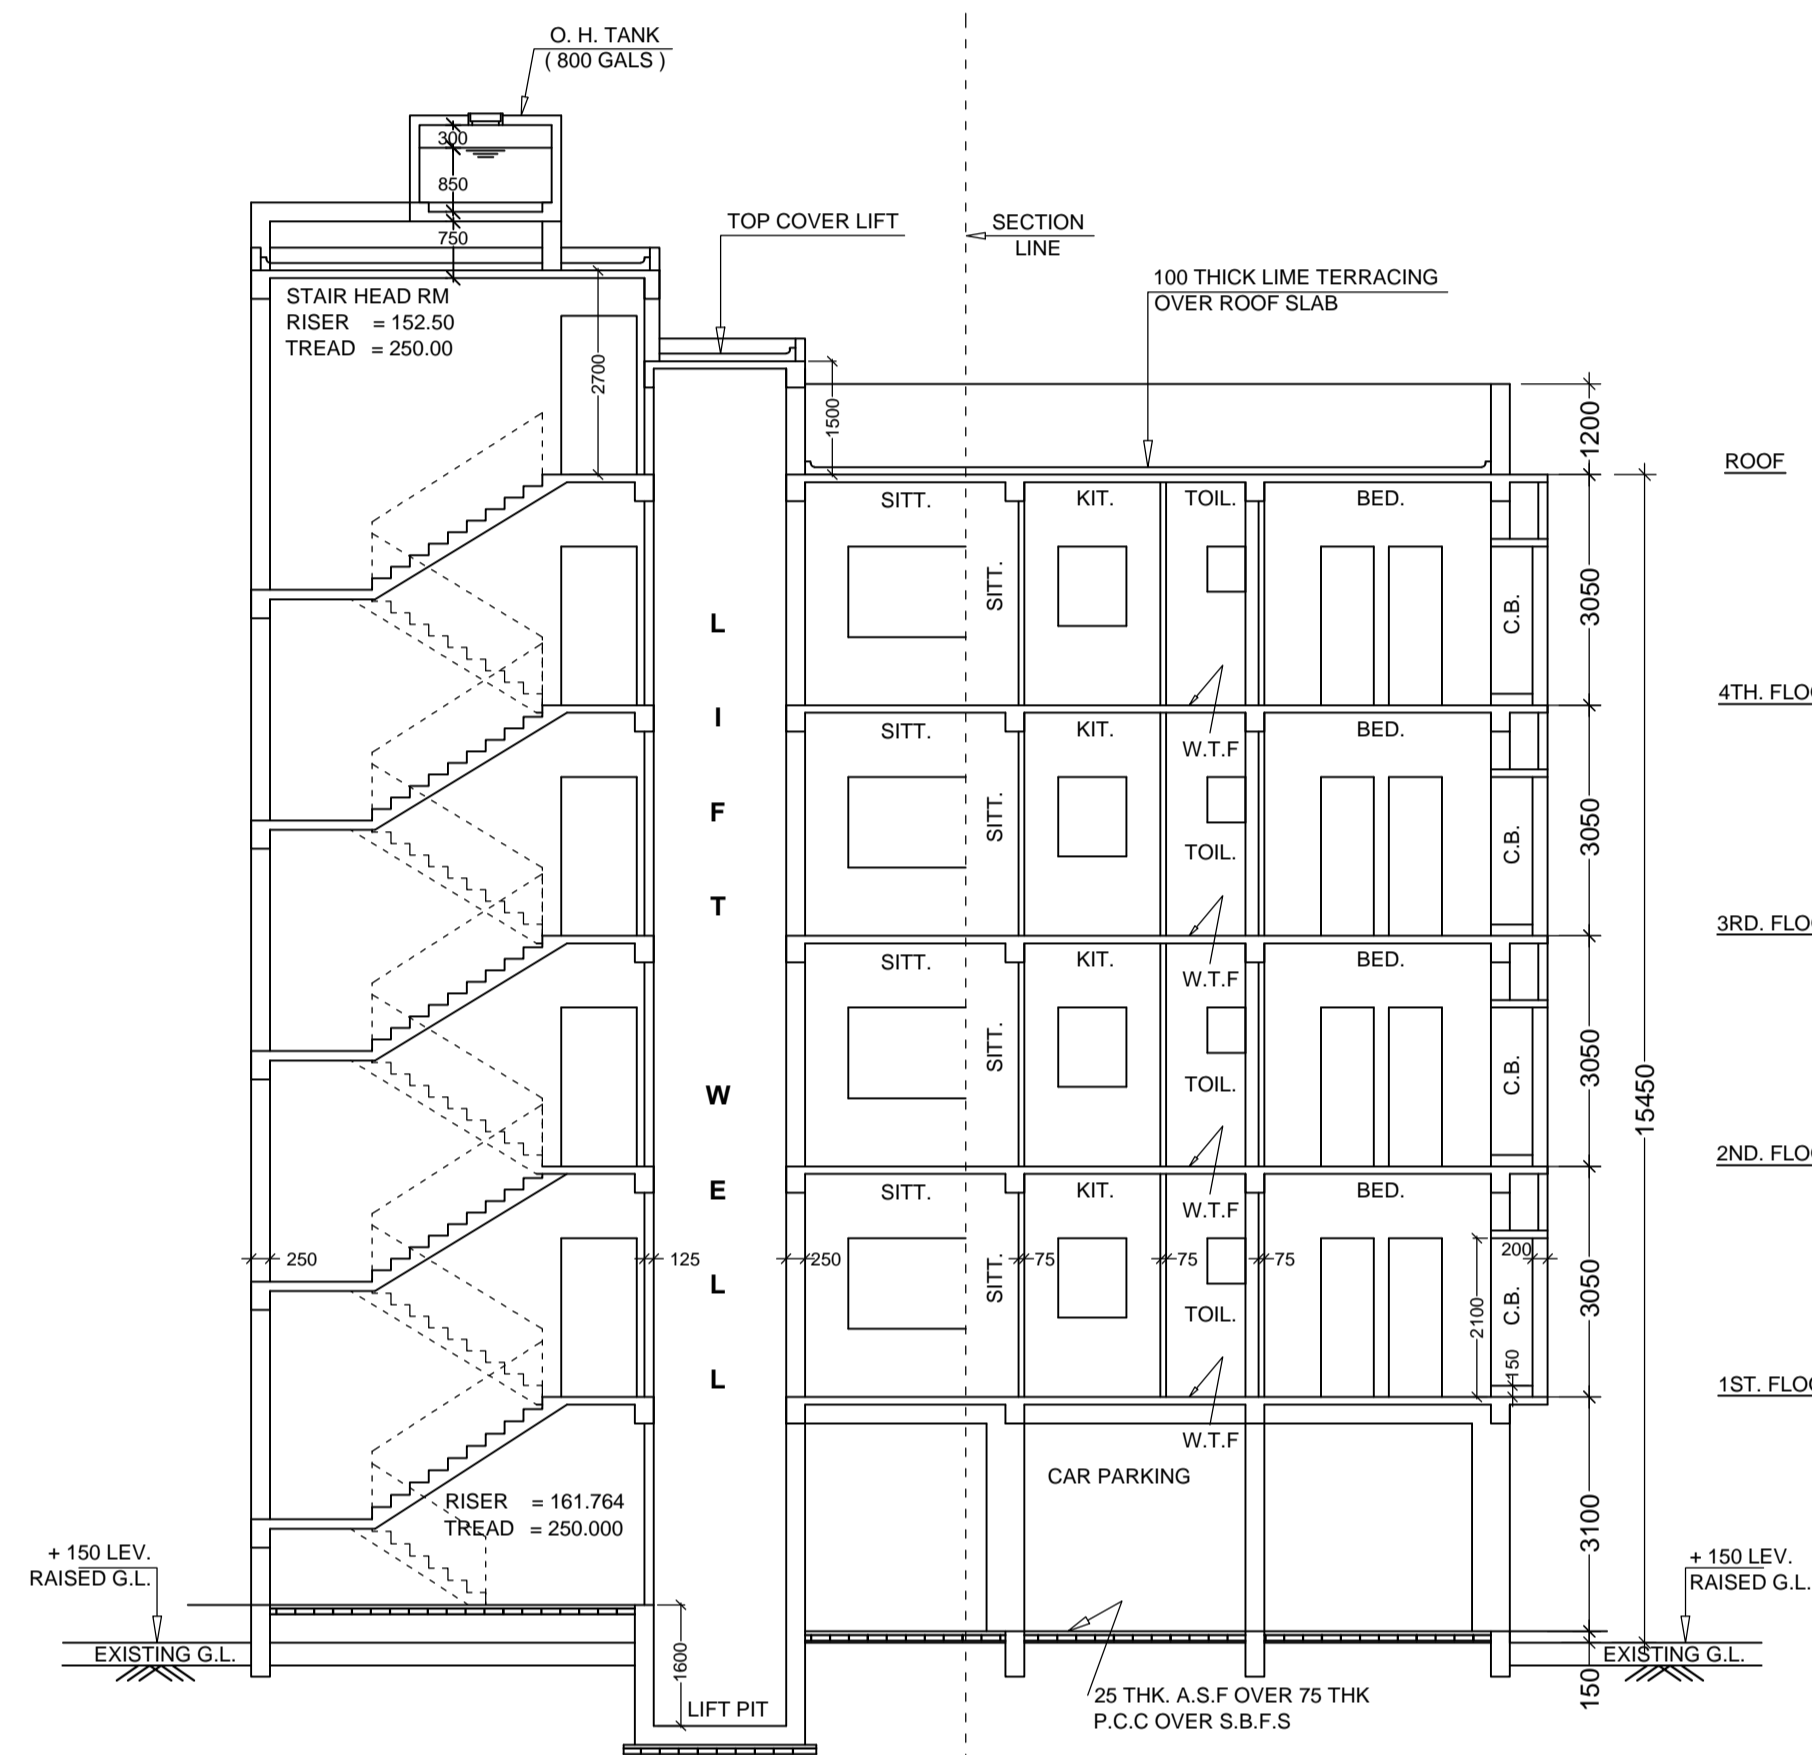 O. H. TANK
( 800 GALS )
300
850
750
TOP COVER LIFT
SECTION
LINE
100 THICK LIME TERRACING
OVER ROOF SLAB
STAIR HEAD RM
RISER = 152.50
TREAD = 250.00
2700
1500
1200
ROOF
SITT.
KIT.
TOIL.
BED.
SITT.
C.B.
3050
W.T.F
4TH. FLOO
SITT.
KIT.
BED.
SITT.
TOIL.
C.B.
3050
W.T.F
3RD. FLOO
SITT.
KIT.
BED.
SITT.
TOIL.
C.B.
3050
15450
W.T.F
2ND. FLOO
SITT.
KIT.
BED.
250
125
250
SITT.
75
75
75
200
TOIL.
2100
C.B.
150
3050
W.T.F
1ST. FLOO
L
I
F
T
W
E
L
L
CAR PARKING
3100
RISER = 161.764
TREAD = 250.000
+ 150 LEV.
RAISED G.L.
EXISTING G.L.
1600
LIFT PIT
25 THK. A.S.F OVER 75 THK
P.C.C OVER S.B.F.S
150
+ 150 LEV.
RAISED G.L.
EXISTING G.L.